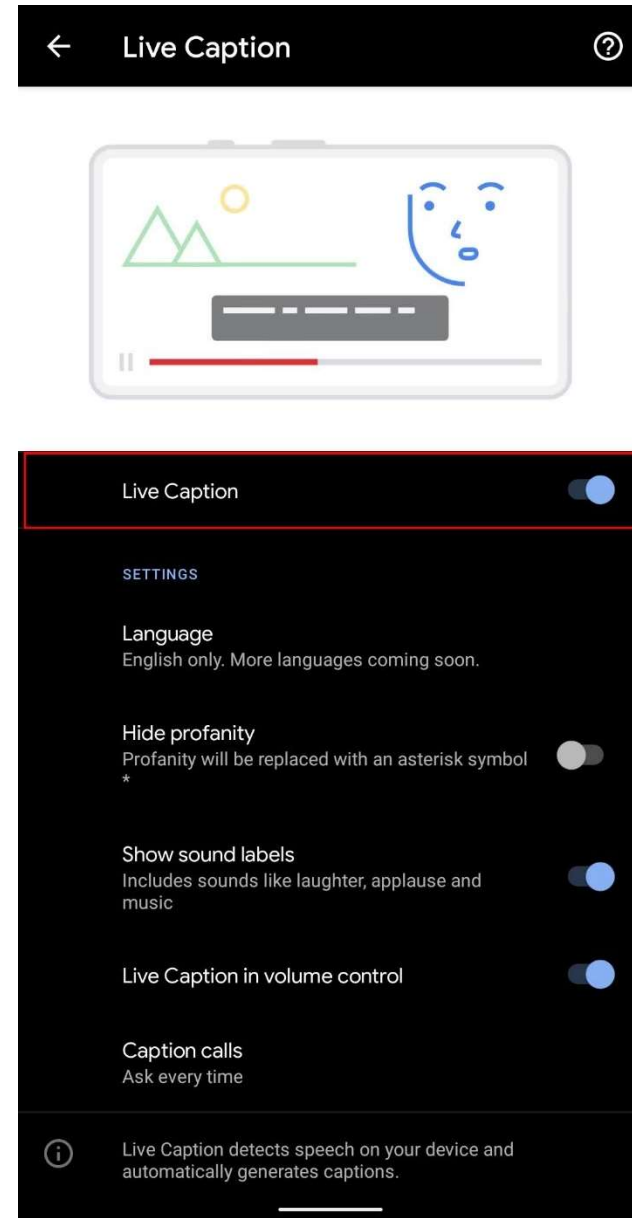 Live Caption
Live Caption
SETTINGS
Language
English only. More languages coming soon.
Hide profanity
Profanity will be replaced with an asterisk symbol
*
Show sound labels
Includes sounds like laughter, applause and
music
Live Caption in volume control
Caption calls
Ask every time
Live Caption detects speech on your device and
automatically generates captions.